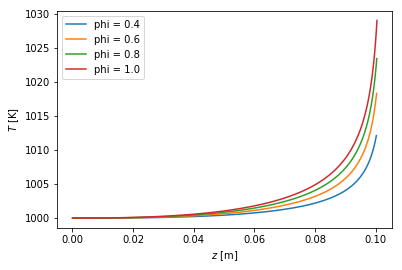 1030
1025
1020
1015
1010
1005
1000
T [K]
phi = 0.4
phi = 0.6
phi = 0.8
phi = 1.0
0.00 0.02 0.04 0.06 0.08 0.10
z [m]